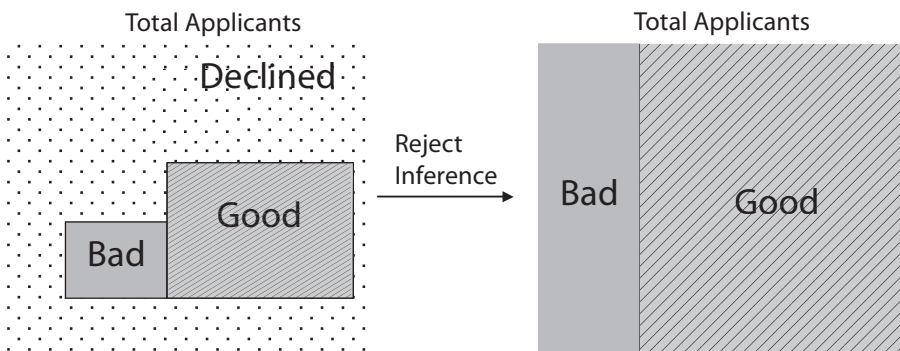 Total Applicants
Declined
Bad
Good
Reject
Inference
Total Applicants
Bad
Good